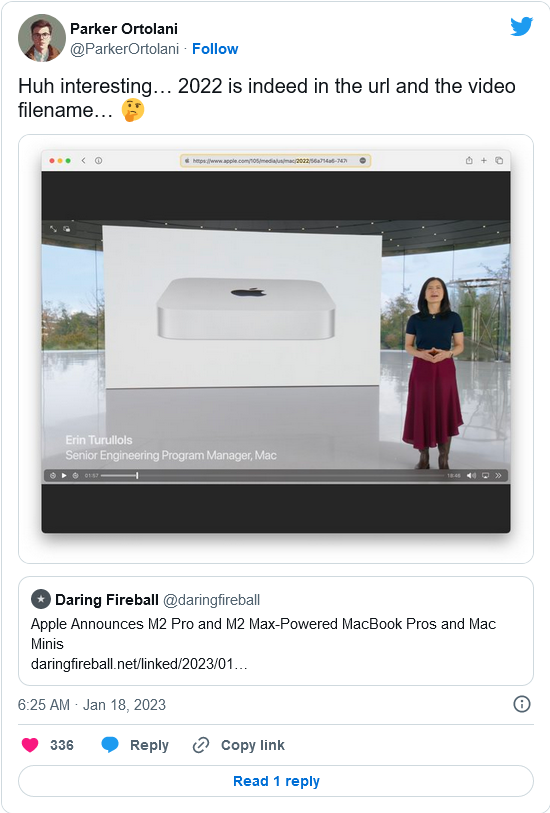 Parker Ortolani
@ParkerOrtolani · Follow
Huh interesting… 2022 is indeed in the url and the video
filename… 🤔
https://www.apple.com/105/media/us/mac/2022/56a714a6-747
Erin Turullols
Senior Engineering Program Manager, Mac
01:57
18:46
Daring Fireball @daringfireball
Apple Announces M2 Pro and M2 Max-Powered MacBook Pros and Mac
Minis
daringfireball.net/linked/2023/01…
6:25 AM · Jan 18, 2023
336 Reply Copy link
Read 1 reply